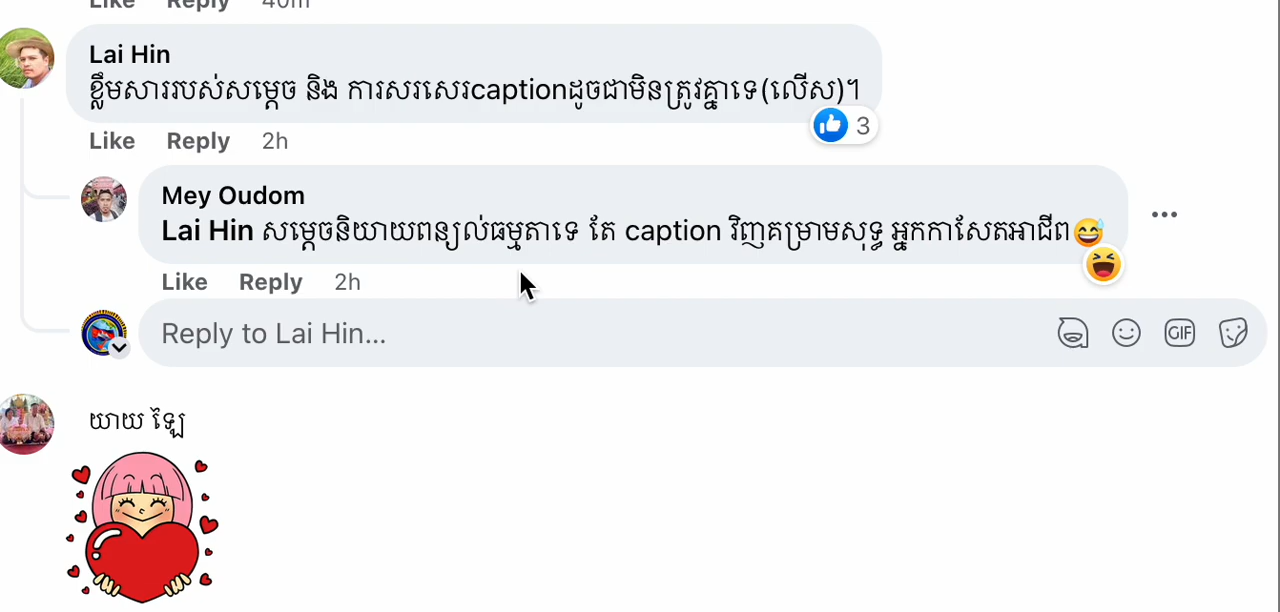 Like Reply 40m
Lai Hin
ខ្លឹមសាររបស់សម្ដេច និង ការសរសេរcaptionដូចជាមិនត្រូវគ្នាទេ(លើស)។
3
Like Reply 2h
Mey Oudom
Lai Hin សម្ដេចនិយាយពន្យល់ធម្មតាទេ តែ caption វិញគម្រាមសុទ្ធ អ្នកកាសែតអាជីព😅
Like Reply 2h
Reply to Lai Hin...
GIF
យាយ ឡៃ